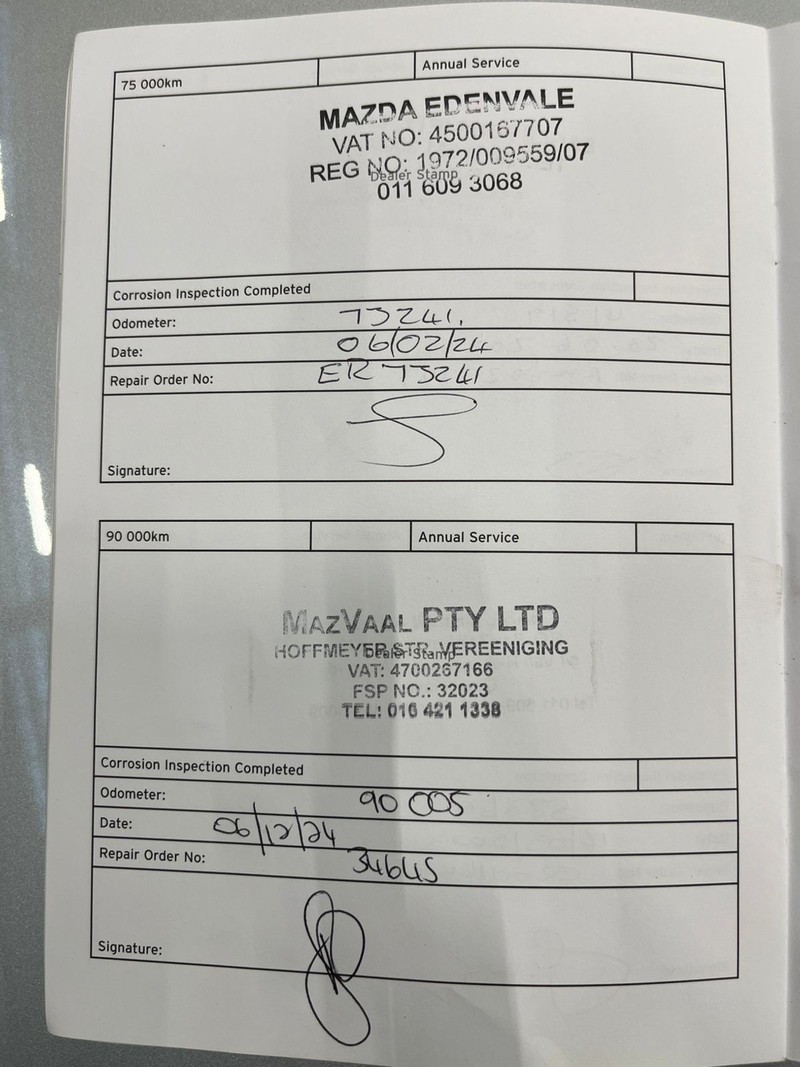 75 000km
Annual Service
MAZDA EDENVALE
VAT NO: 4500167707
REG NO: 1972/009559/07
Dealer Stamp
011 609 3068
Corrosion Inspection Completed
Odometer: 73241.
Date: 06/02/24
Repair Order No: ER 73241
Signature:
90 000km
Annual Service
MAZVAAL PTY LTD
HOFFMEYER STR. VEREENIGING
Dealer Stamp
VAT: 4700267166
FSP NO.: 32023
TEL: 016 421 1338
Corrosion Inspection Completed
Odometer: 90 005
Date: 06/12/24
Repair Order No: 34645
Signature: